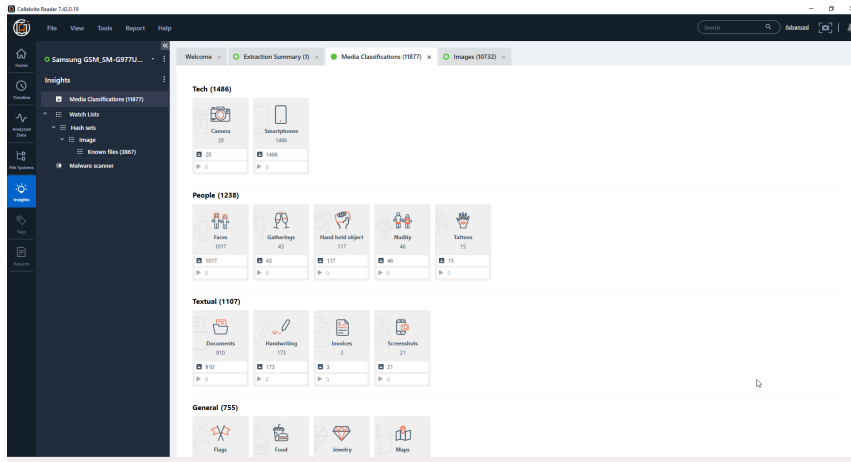 Cellebrite Reader 7.43.0.19
File View Tools Report Help
Search
Advanced
Home
Timeline
Analyzed Data
File Systems
Insights
Tags
Reports
Samsung GSM_SM-G977U...
Insights
Media Classifications (11877)
Watch Lists
Hash sets
Image
Known files (3867)
Malware scanner
Welcome × Extraction Summary (1) × Media Classifications (11877) × Images (10732) ×
Tech (1486)
Camera Smartphones
20 1466
20 1466
0 0
People (1238)
Faces Gatherings Hand hold object Nudity Tattoos
1017 43 117 46 15
1017 43 117 46 15
0 0 0 0 0
Textual (1107)
Documents Handwriting Invoices Screenshots
910 173 3 21
910 173 3 21
0 0 0 0
General (755)
Flags Food Jewelry Maps